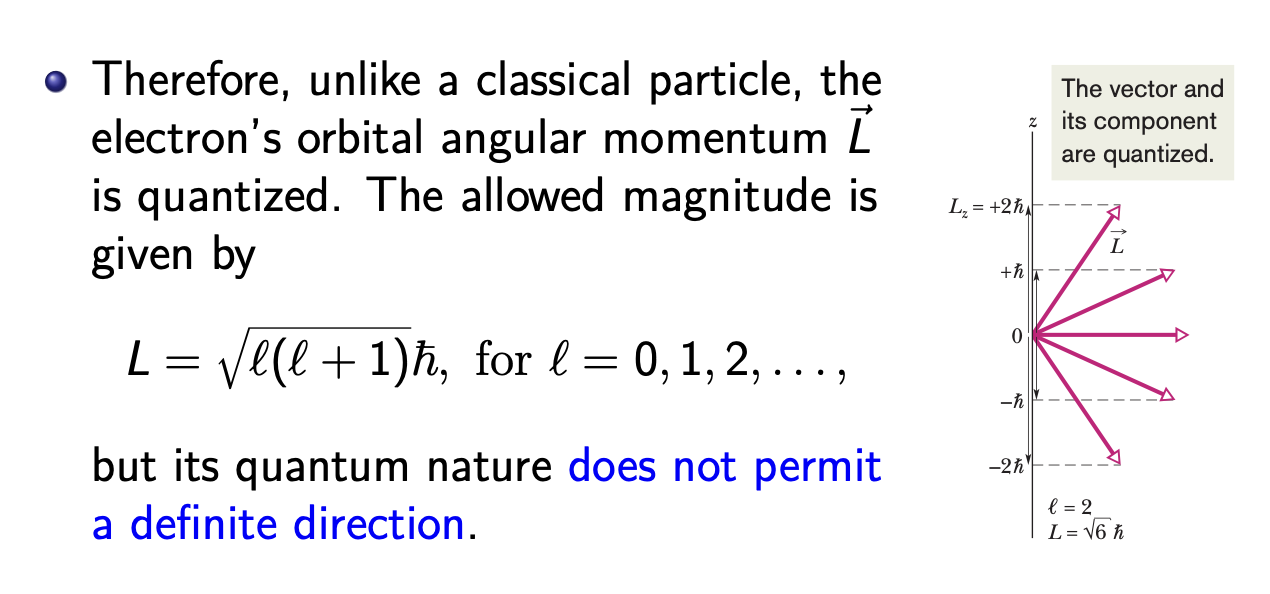 Therefore, unlike a classical particle, the
electron's orbital angular momentum $\vec{L}$
is quantized. The allowed magnitude is
given by
$L = \sqrt{\ell(\ell + 1)}\hbar,$ for $\ell = 0, 1, 2, \ldots,$
but its quantum nature does not permit
a definite direction.
The vector and
its component
are quantized.
z
$L_z = +2\hbar$
$\vec{L}$
$+\hbar$
0
$-\hbar$
$-2\hbar$
$\ell = 2$
$L = \sqrt{6}\,\hbar$